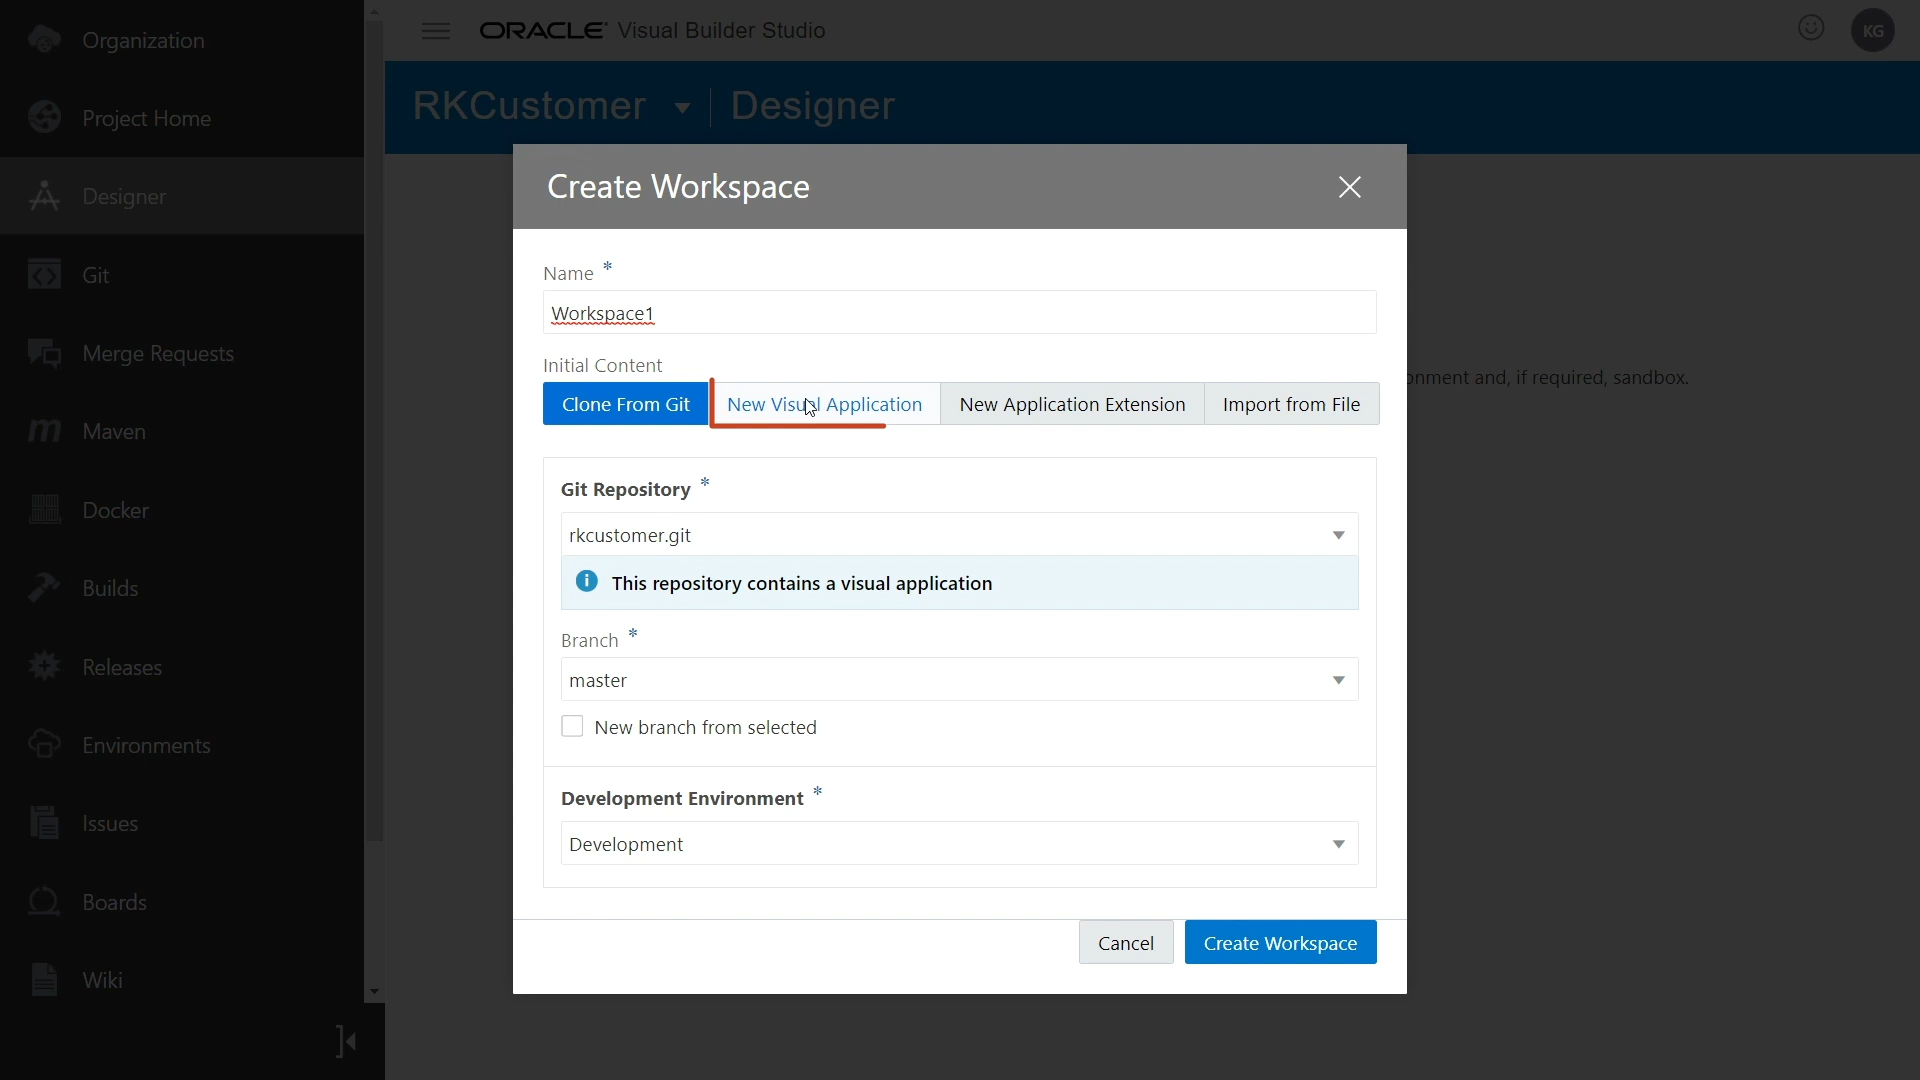 Organization
Project Home
Designer
Git
Merge Requests
Maven
Docker
Builds
Releases
Environments
Issues
Boards
Wiki
ORACLE Visual Builder Studio
KG
RKCustomer
Designer
Create Workspace
Name *
Workspace1
Initial Content
Clone From Git
New Visual Application
New Application Extension
Import from File
onment and, if required, sandbox.
Git Repository *
rkcustomer.git
This repository contains a visual application
Branch *
master
New branch from selected
Development Environment *
Development
Cancel
Create Workspace